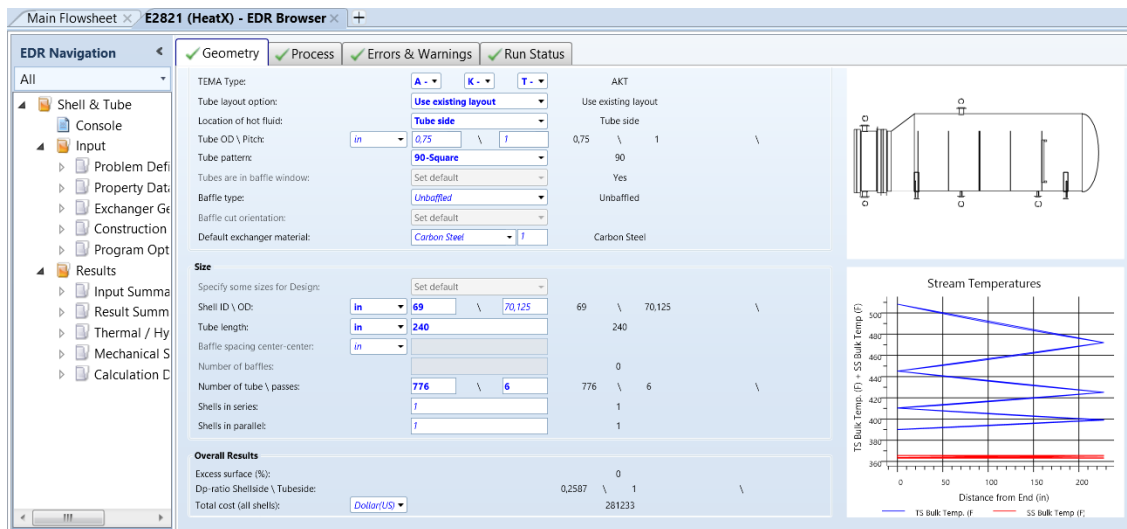 Main Flowsheet × E2821 (HeatX) - EDR Browser × +
EDR Navigation <
All
Shell & Tube
Console
Input
Problem Defi
Property Data
Exchanger Ge
Construction
Program Opt
Results
Input Summa
Result Summ
Thermal / Hy
Mechanical S
Calculation D
Geometry Process Errors & Warnings Run Status
TEMA Type: A - K - T - AKT
Tube layout option: Use existing layout Use existing layout
Location of hot fluid: Tube side Tube side
Tube OD \ Pitch: in 0,75 \ 1 0,75 \ 1 \
Tube pattern: 90-Square 90
Tubes are in baffle window: Set default Yes
Baffle type: Unbaffled Unbaffled
Baffle cut orientation: Set default
Default exchanger material: Carbon Steel 1 Carbon Steel
Size
Specify some sizes for Design: Set default
Shell ID \ OD: in 69 \ 70,125 69 \ 70,125 \
Tube length: in 240 240
Baffle spacing center-center: in
Number of baffles: 0
Number of tube \ passes: 776 \ 6 776 \ 6 \
Shells in series: 1 1
Shells in parallel: 1 1
Overall Results
Excess surface (%): 0
Dp-ratio Shellside \ Tubeside: 0,2587 \ 1 \
Total cost (all shells): Dollar(US) 281233
Stream Temperatures
TS Bulk Temp. (F) + SS Bulk Temp (F)
500
480
460
440
420
400
380
360
0 50 100 150 200
Distance from End (in)
TS Bulk Temp. (F SS Bulk Temp (F)